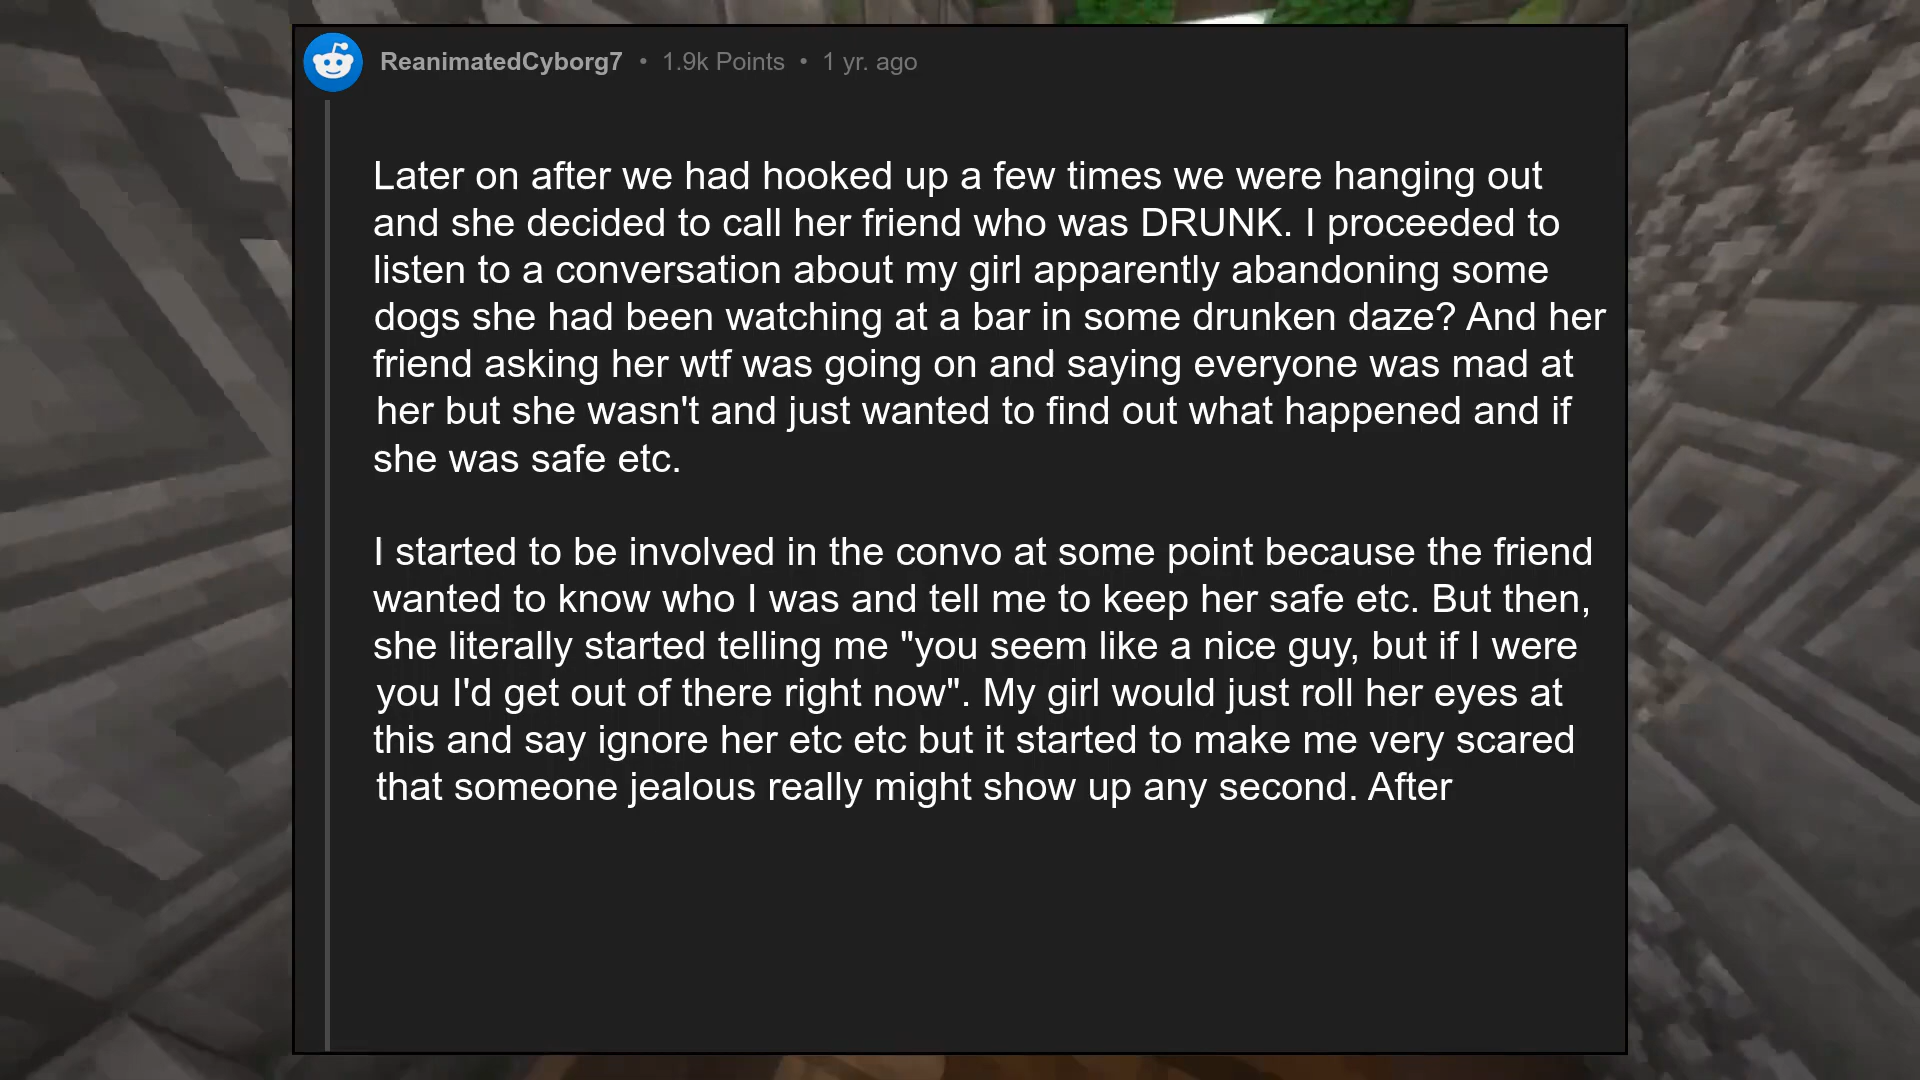 ReanimatedCyborg7 • 1.9k Points • 1 yr. ago
Later on after we had hooked up a few times we were hanging out
and she decided to call her friend who was DRUNK. I proceeded to
listen to a conversation about my girl apparently abandoning some
dogs she had been watching at a bar in some drunken daze? And her
friend asking her wtf was going on and saying everyone was mad at
her but she wasn't and just wanted to find out what happened and if
she was safe etc.
I started to be involved in the convo at some point because the friend
wanted to know who I was and tell me to keep her safe etc. But then,
she literally started telling me "you seem like a nice guy, but if I were
you I'd get out of there right now". My girl would just roll her eyes at
this and say ignore her etc etc but it started to make me very scared
that someone jealous really might show up any second. After